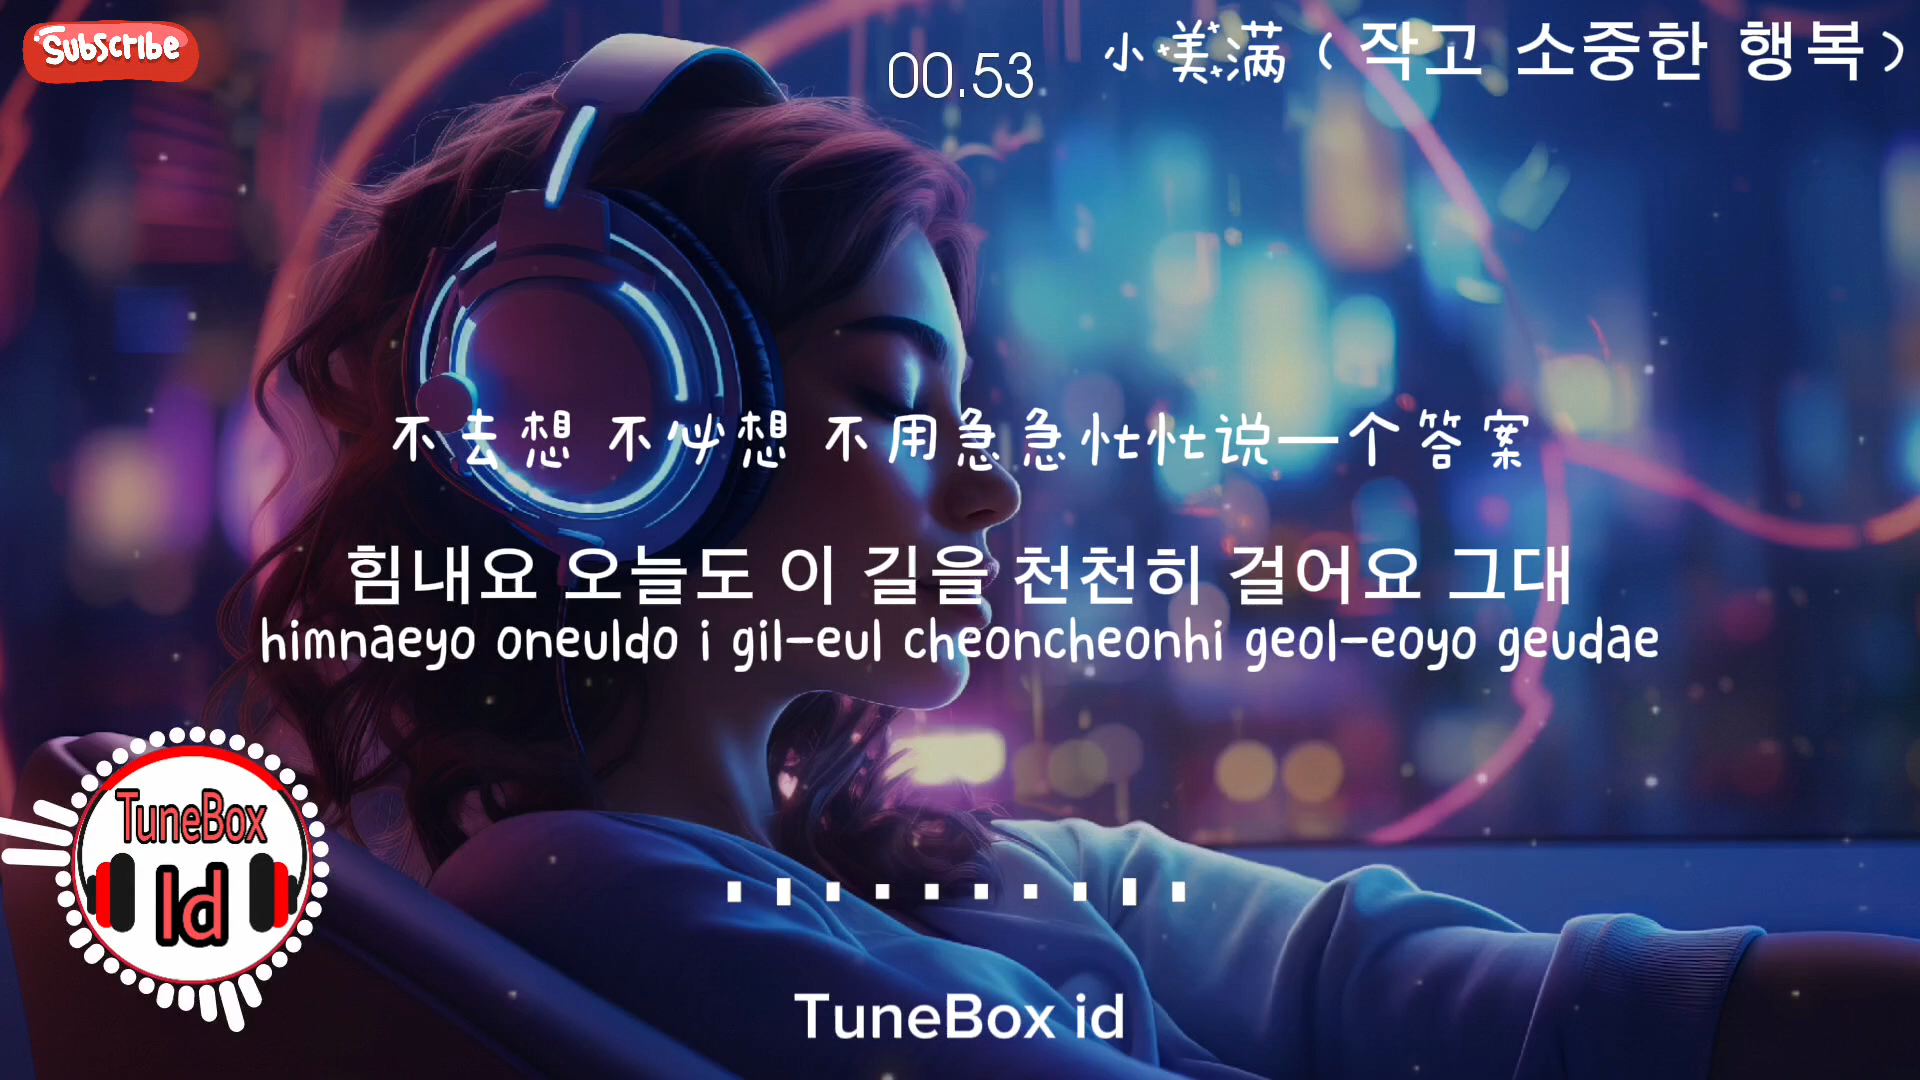 Subscribe
00.53
小美满（작고 소중한 행복）
不去想 不必想 不用急急忙忙说一个答案
힘내요 오늘도 이 길을 천천히 걸어요 그대
himnaeyo oneuldo i gil-eul cheoncheonhi geol-eoyo geudae
TuneBox
Id
TuneBox id